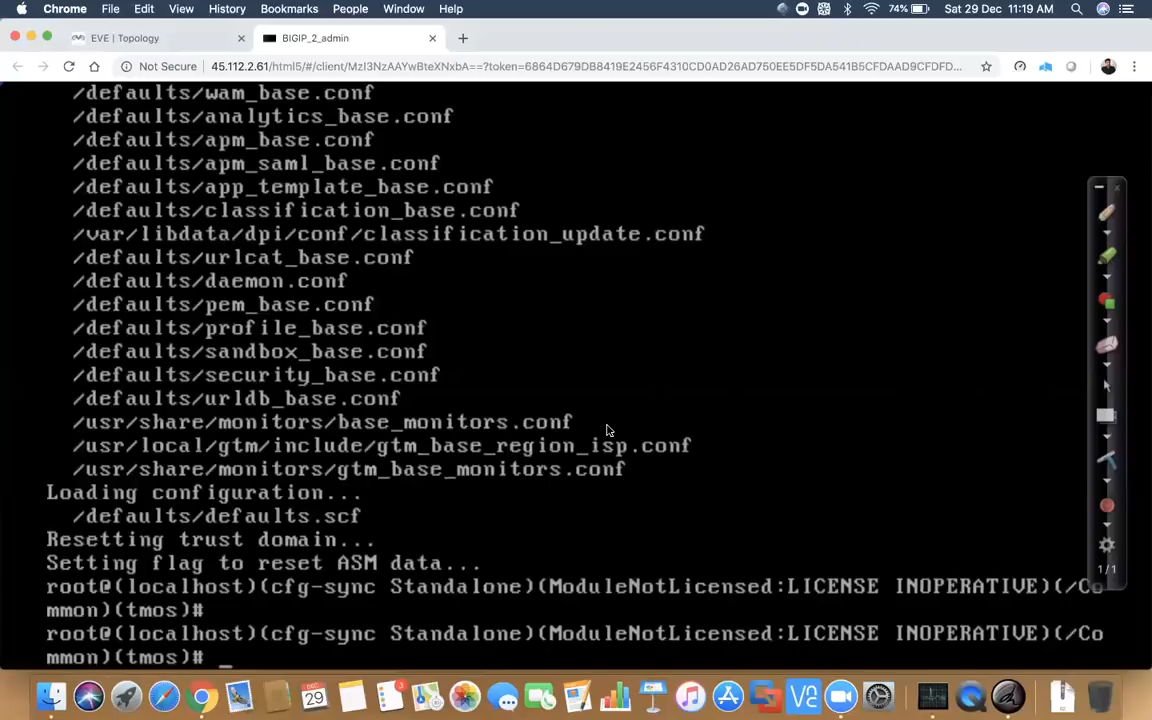 Chrome File Edit View History Bookmarks People Window Help 74% Sat 29 Dec 11:19 AM
EVE | Topology
BIGIP_2_admin
Not Secure 45.112.2.61/html5/#/client/MzI3NzAAYwBteXNxbA==?token=6864D679DB8419E2456F4310CD0AD26AD750EE5DF5DA541B5CFDAAD9CFDFD...
/defaults/wam_base.conf
/defaults/analytics_base.conf
/defaults/apm_base.conf
/defaults/apm_saml_base.conf
/defaults/app_template_base.conf
/defaults/classification_base.conf
/var/libdata/dpi/conf/classification_update.conf
/defaults/urlcat_base.conf
/defaults/daemon.conf
/defaults/pem_base.conf
/defaults/profile_base.conf
/defaults/sandbox_base.conf
/defaults/security_base.conf
/defaults/urldb_base.conf
/usr/share/monitors/base_monitors.conf
/usr/local/gtm/include/gtm_base_region_isp.conf
/usr/share/monitors/gtm_base_monitors.conf
Loading configuration...
/defaults/defaults.scf
Resetting trust domain...
Setting flag to reset ASM data...
root@(localhost)(cfg-sync Standalone)(ModuleNotLicensed:LICENSE INOPERATIVE)(/Co
mmon)(tmos)#
root@(localhost)(cfg-sync Standalone)(ModuleNotLicensed:LICENSE INOPERATIVE)(/Co
mmon)(tmos)# _
1/1
DEC
29
3